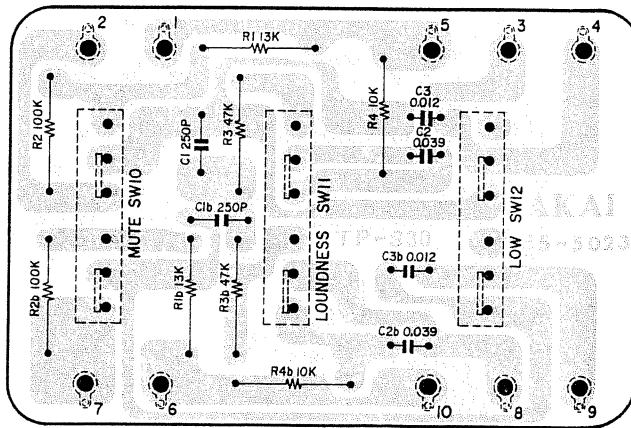 2
1
5
3
4
R1 13K
R2 100K
MUTE SW10
C1 250P
R3 47K
LOUNDNESS SW11
R4 10K
C3
0.012
C2
0.039
LOW SW12
AKAI
C1b 250P
R2b 100K
R1b 13K
R3b 47K
C3b 0.012
C2b 0.039
R4b 10K
7
6
10
8
9